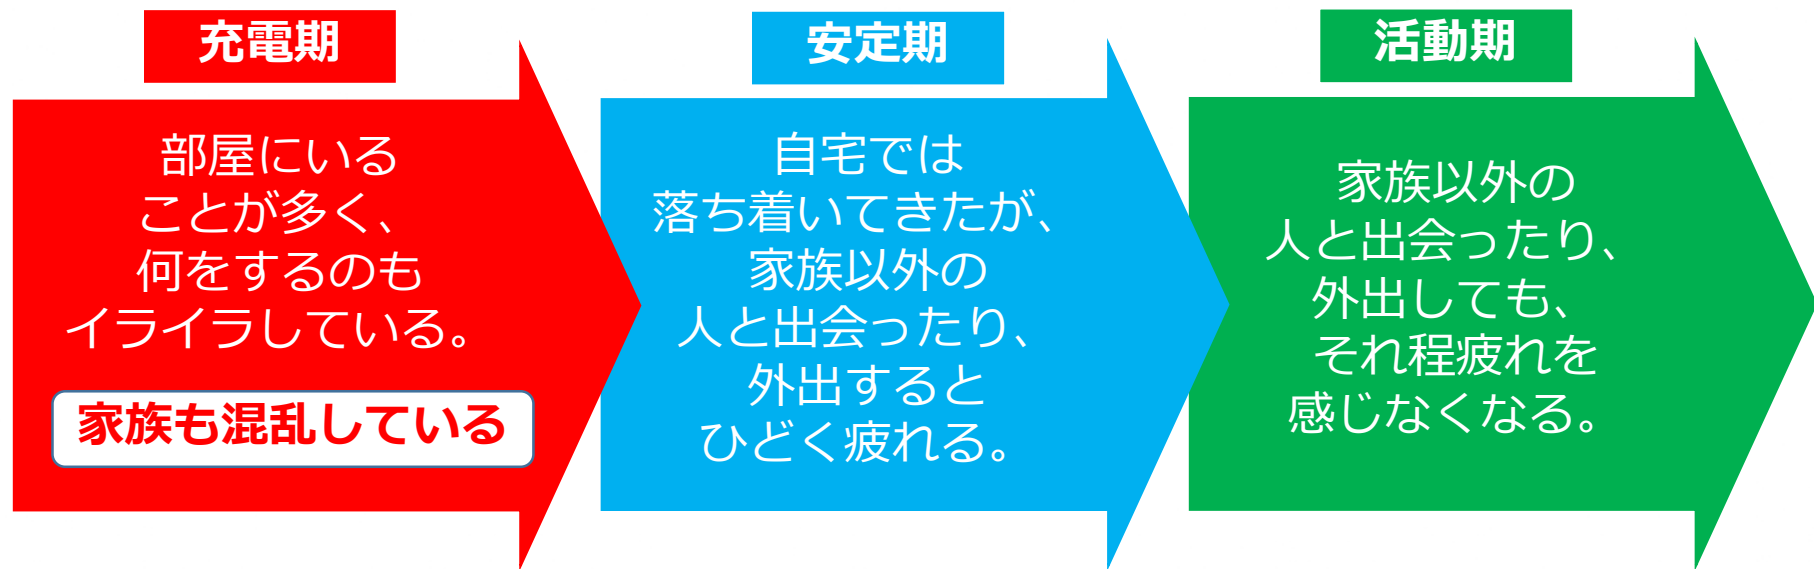 充電期
部屋にいる
ことが多く、
何をするのも
イライラしている。
家族も混乱している
安定期
自宅では
落ち着いてきたが、
家族以外の
人と出会ったり、
外出すると
ひどく疲れる。
活動期
家族以外の
人と出会ったり、
外出しても、
それ程疲れを
感じなくなる。